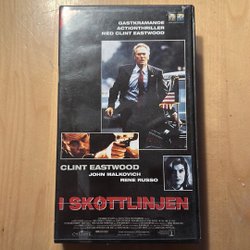 GASTKRAMANDE
ACTIONTHRILLER
MED CLINT EASTWOOD
CLINT EASTWOOD
JOHN MALKOVICH
RENE RUSSO
I SKOTTLINJEN